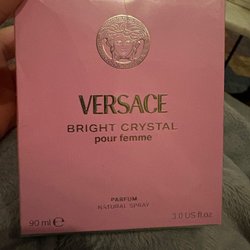 VERSACE
BRIGHT CRYSTAL
pour femme
PARFUM
NATURAL SPRAY
90 ml e 3.0 US fl oz